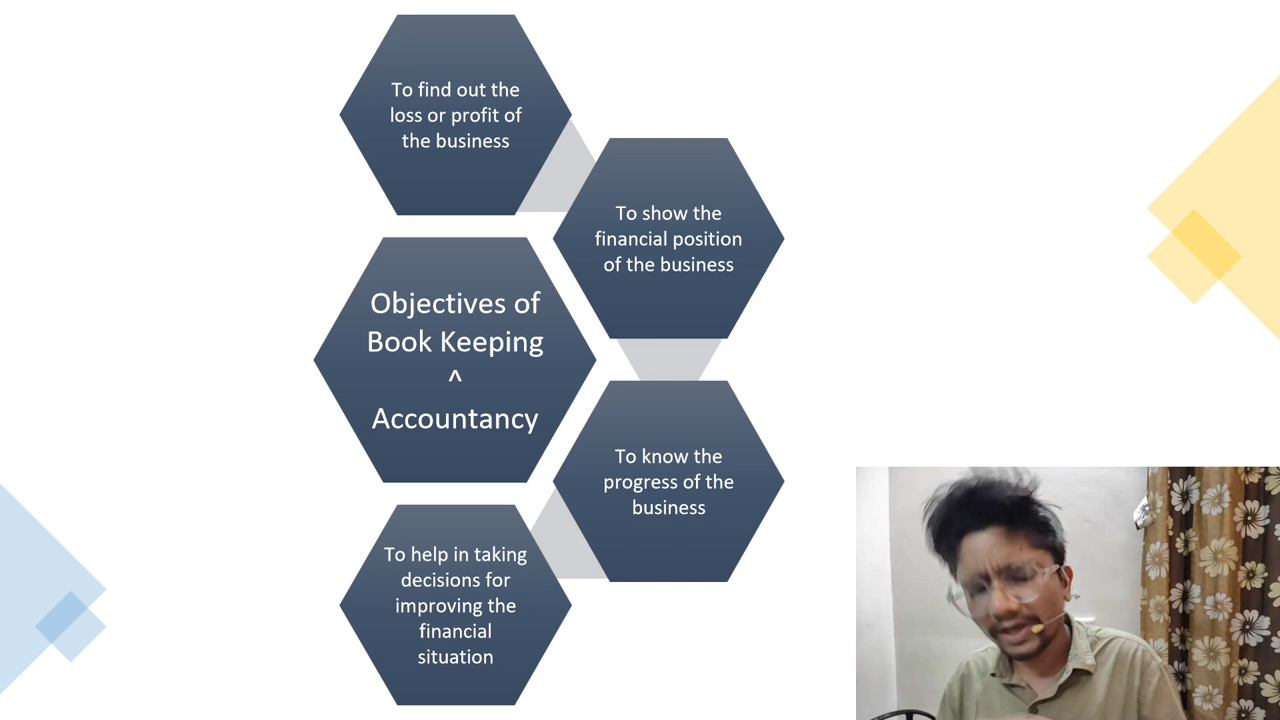 To find out the
loss or profit of
the business
To show the
financial position
of the business
Objectives of
Book Keeping
^
Accountancy
To know the
progress of the
business
To help in taking
decisions for
improving the
financial
situation